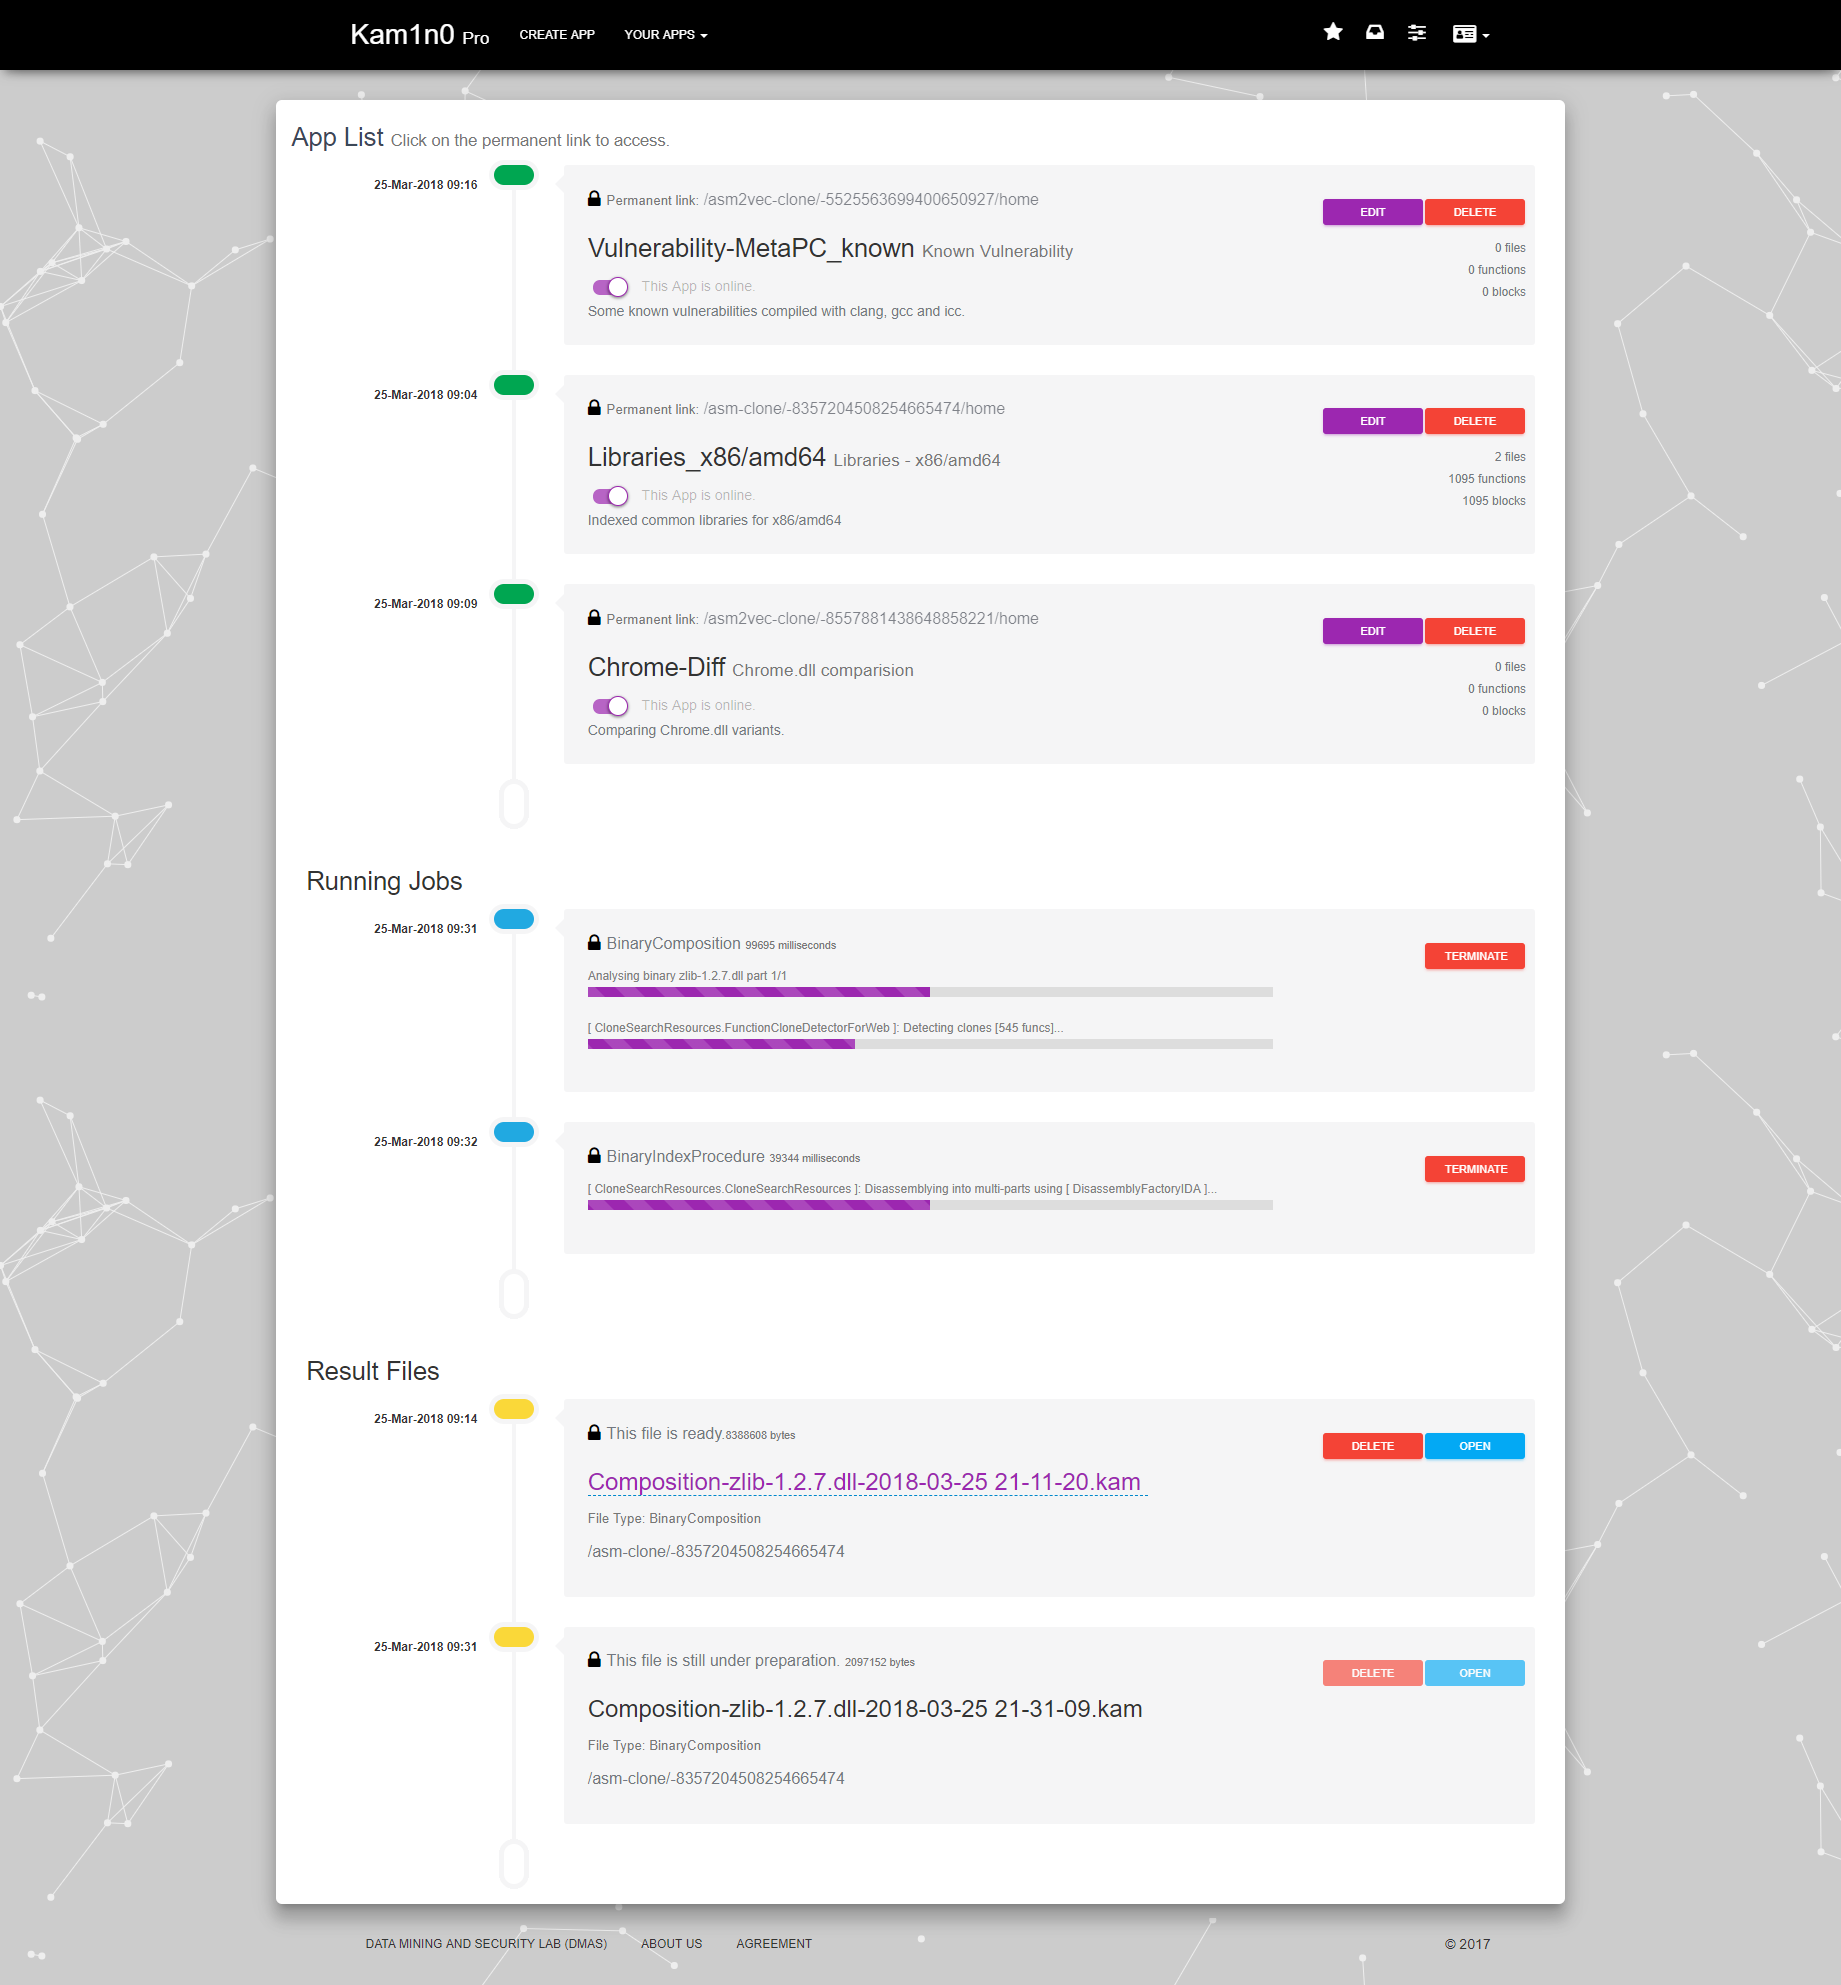 Kam1n0 Pro CREATE APP YOUR APPS
App List Click on the permanent link to access.
25-Mar-2018 09:16
Permanent link: /asm2vec-clone/-5525563699400650927/home
EDIT DELETE
Vulnerability-MetaPC_known Known Vulnerability
0 files
0 functions
This App is online.
0 blocks
Some known vulnerabilities compiled with clang, gcc and icc.
25-Mar-2018 09:04
Permanent link: /asm-clone/-8357204508254665474/home
EDIT DELETE
Libraries_x86/amd64 Libraries - x86/amd64
2 files
1095 functions
This App is online.
1095 blocks
Indexed common libraries for x86/amd64
25-Mar-2018 09:09
Permanent link: /asm2vec-clone/-8557881438648858221/home
EDIT DELETE
Chrome-Diff Chrome.dll comparision
0 files
0 functions
This App is online.
0 blocks
Comparing Chrome.dll variants.
Running Jobs
25-Mar-2018 09:31
BinaryComposition 99695 milliseconds
TERMINATE
Analysing binary zlib-1.2.7.dll part 1/1
[ CloneSearchResources.FunctionCloneDetectorForWeb ]: Detecting clones [545 funcs]...
25-Mar-2018 09:32
BinaryIndexProcedure 39344 milliseconds
TERMINATE
[ CloneSearchResources.CloneSearchResources ]: Disassemblying into multi-parts using [ DisassemblyFactoryIDA ]...
Result Files
25-Mar-2018 09:14
This file is ready.8388608 bytes
DELETE OPEN
Composition-zlib-1.2.7.dll-2018-03-25 21-11-20.kam
File Type: BinaryComposition
/asm-clone/-8357204508254665474
25-Mar-2018 09:31
This file is still under preparation. 2097152 bytes
DELETE OPEN
Composition-zlib-1.2.7.dll-2018-03-25 21-31-09.kam
File Type: BinaryComposition
/asm-clone/-8357204508254665474
DATA MINING AND SECURITY LAB (DMAS) ABOUT US AGREEMENT © 2017